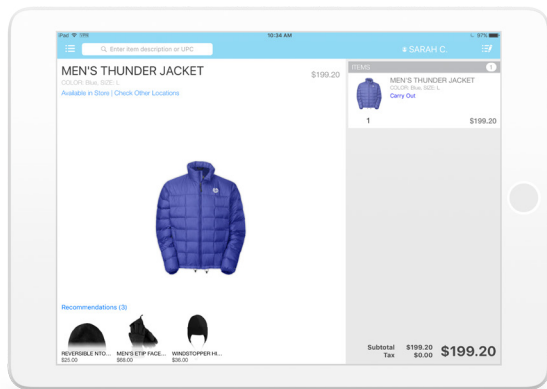 iPad
10:34 AM
97%
Enter item description or UPC
SARAH C.
MEN'S THUNDER JACKET
$199.20
COLOR: Blue, SIZE: L
Available in Store | Check Other Locations
ITEMS
1
MEN'S THUNDER JACKET
COLOR: Blue, SIZE: L
Carry Out
1
$199.20
Recommendations (3)
REVERSIBLE NTO...
$25.00
MEN'S ETIP FACE...
$68.00
WINDSTOPPER HI...
$36.00
Subtotal $199.20
Tax $0.00
$199.20